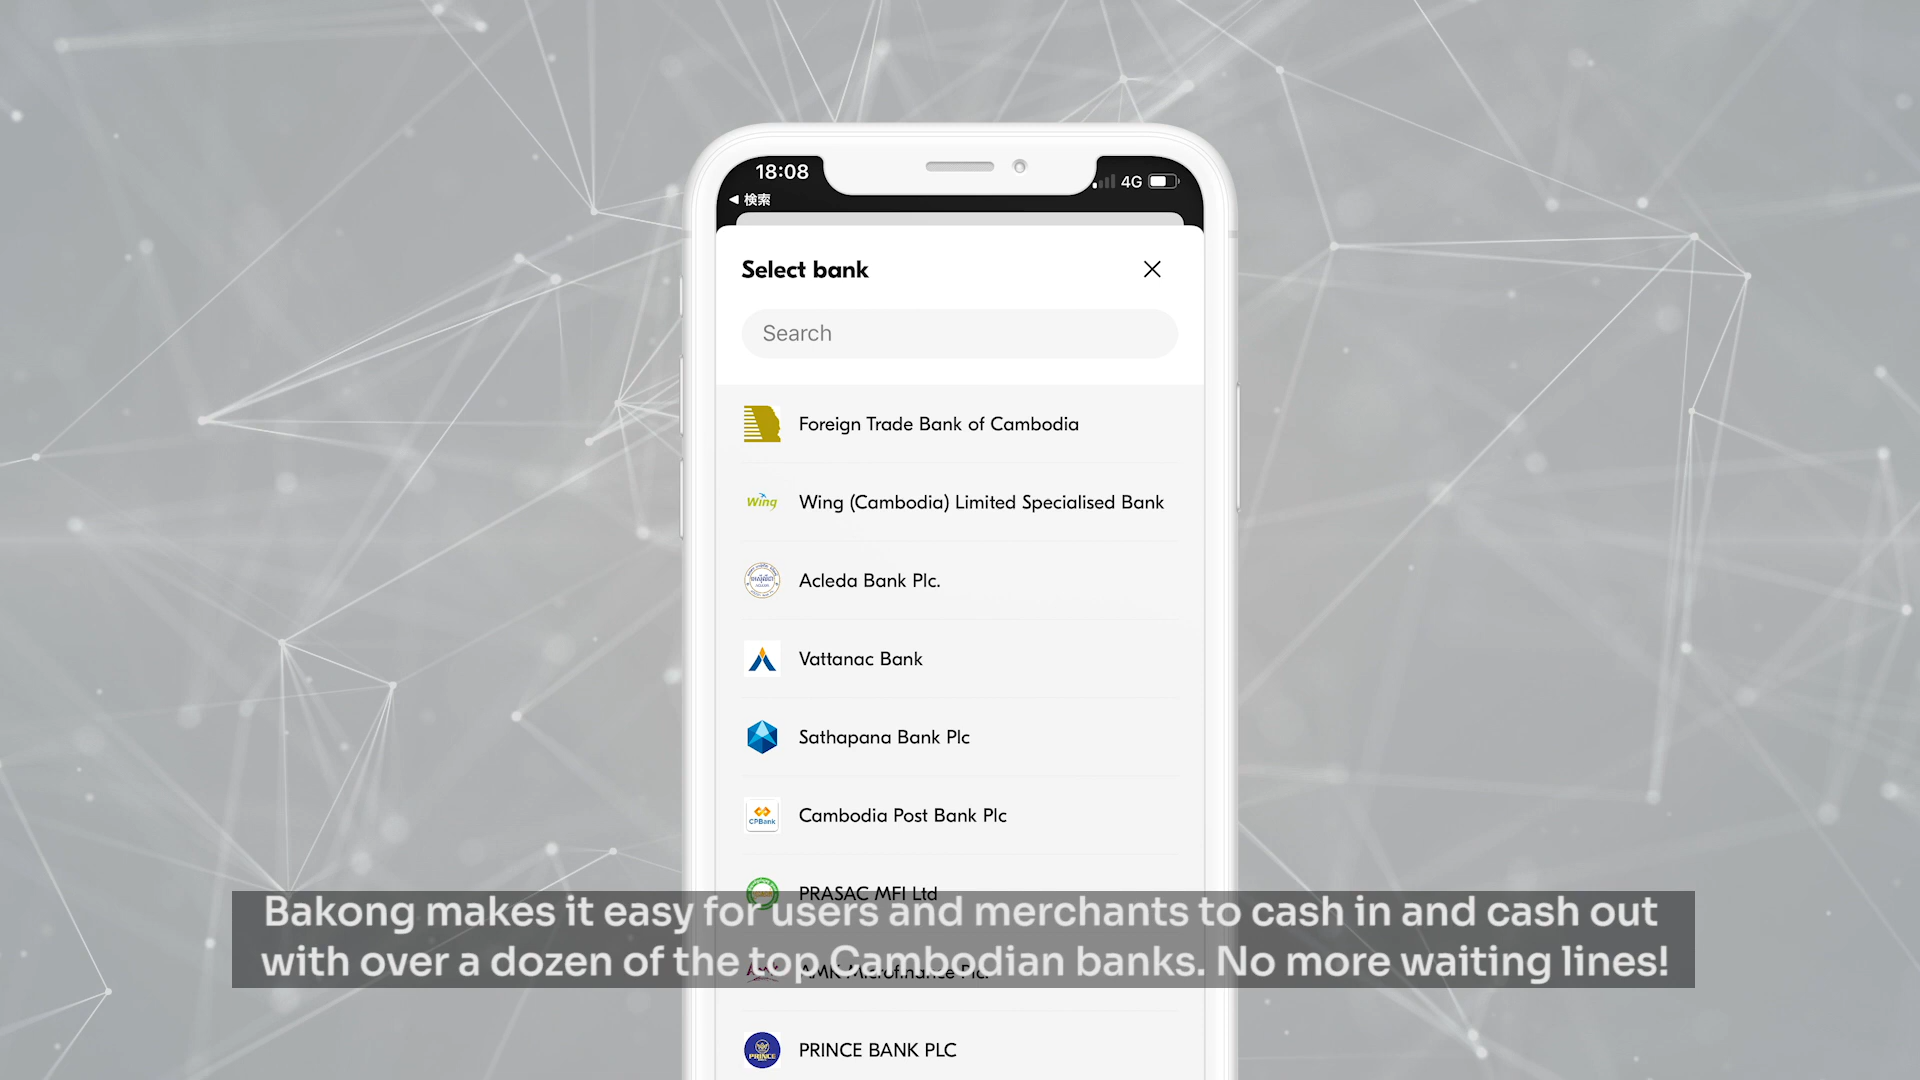 18:08
4G
◀ 検索
Select bank
Search
Foreign Trade Bank of Cambodia
Wing
Wing (Cambodia) Limited Specialised Bank
Acleda Bank Plc.
Vattanac Bank
Sathapana Bank Plc
CPBank
Cambodia Post Bank Plc
PRASAC MFI Ltd
Bakong makes it easy for users and merchants to cash in and cash out
with over a dozen of the top Cambodian banks. No more waiting lines!
AMK Microfinance Plc.
PRINCE
PRINCE BANK PLC